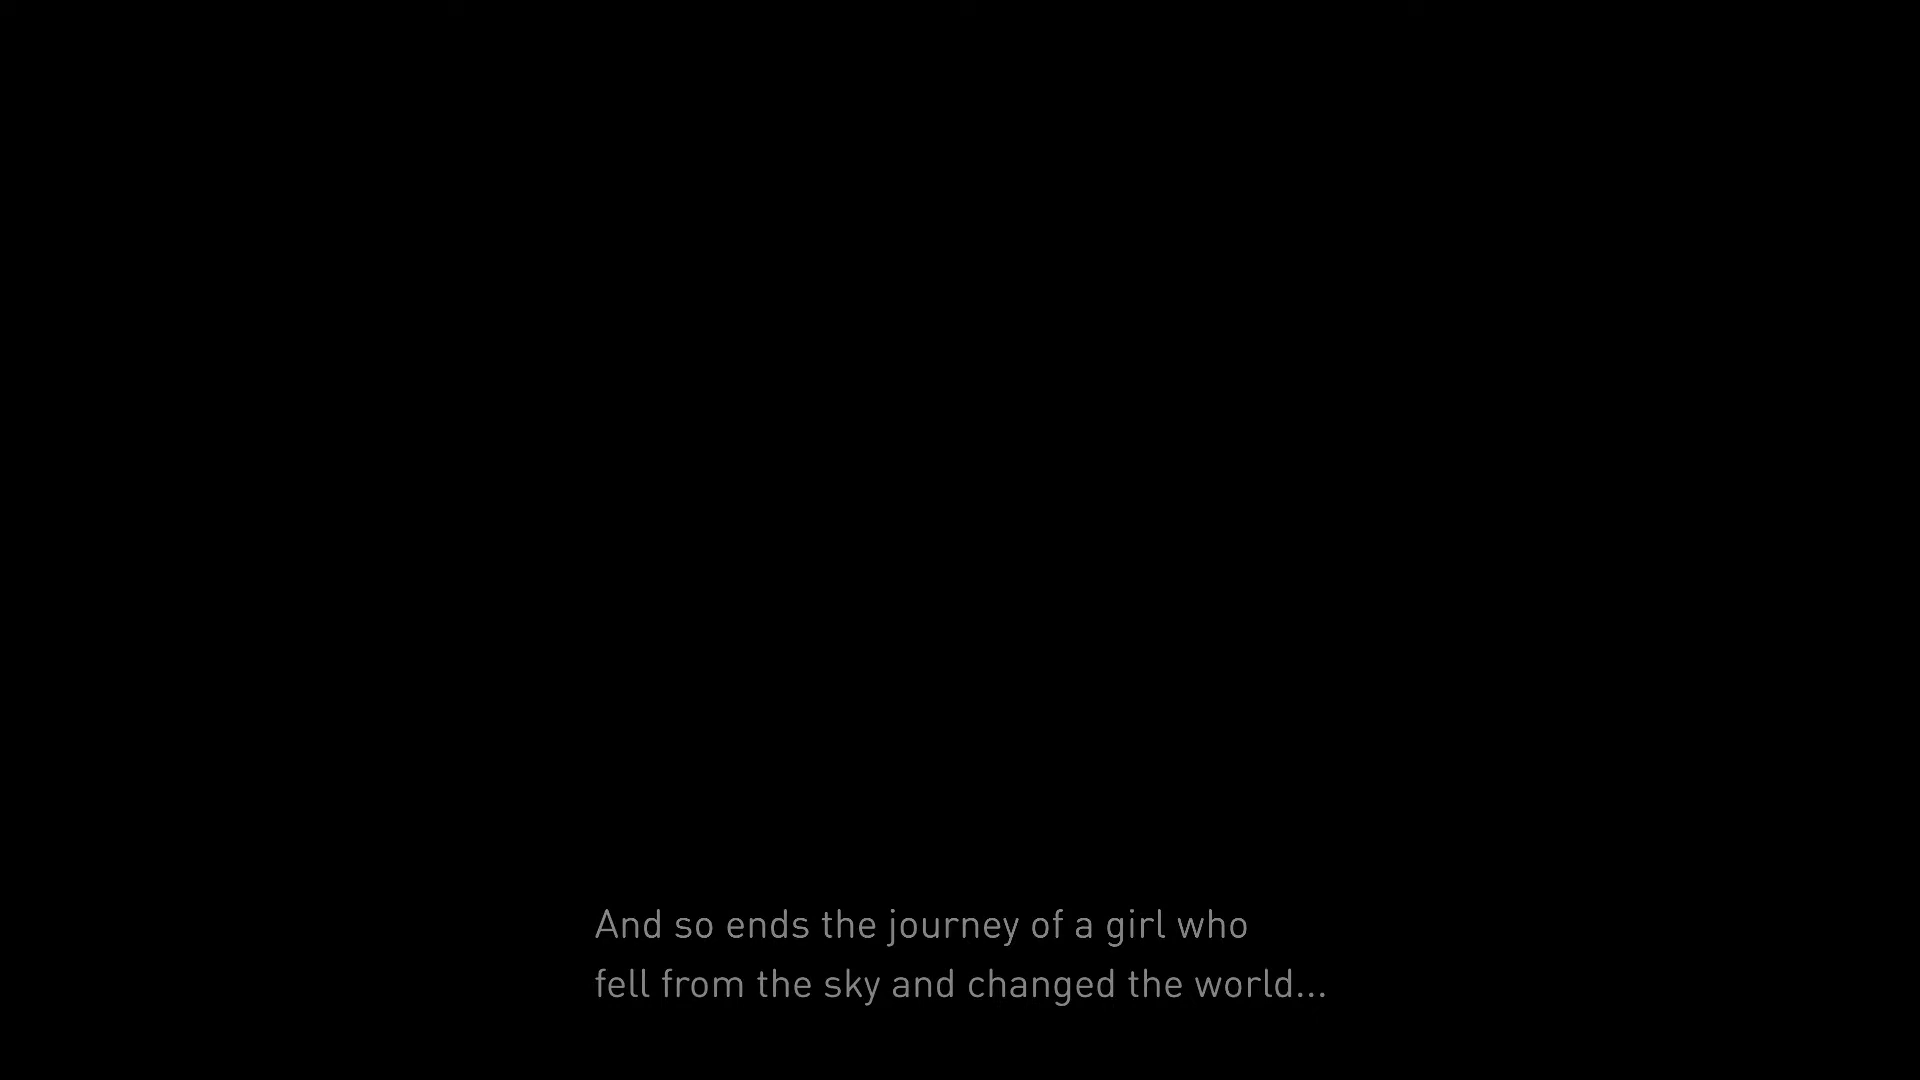 And so ends the journey of a girl who
fell from the sky and changed the world...